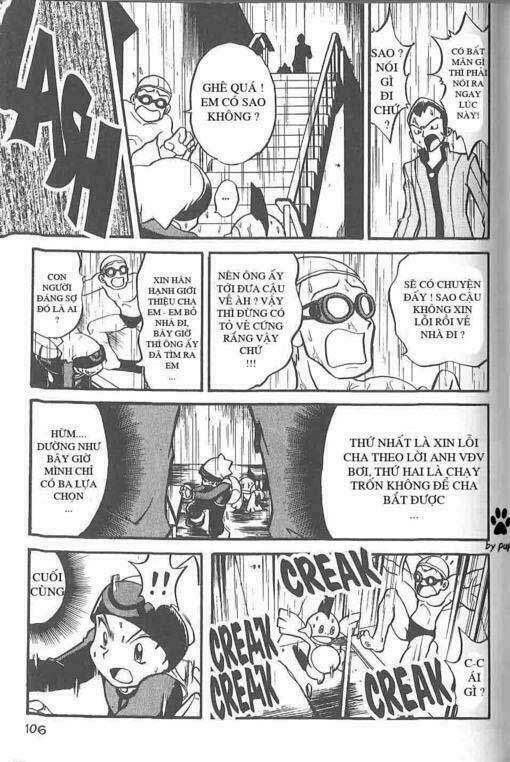 CÓ BẤT
MÃN GÌ
THÌ PHẢI
NÓI RA
NGAY
LÚC
NÀY!
SAO ?
NÓI
GÌ
ĐI
CHỨ ?
GHÊ QUÁ !
EM CÓ SAO
KHÔNG ?
...
LASH
SẼ CÓ CHUYỆN
ĐẤY ! SAO CẬU
KHÔNG XIN
LỖI RỒI VỀ
NHÀ ĐI ?
NÊN ÔNG ẤY
TỚI ĐƯA CẬU
VỀ ÀH ? VẬY
THÌ ĐỪNG CÓ
TỎ VẺ CỨNG
RẮNG VẬY
CHỨ
!!!
XIN HÂN
HẠNH GIỚI
THIỆU CHA
EM - EM BỎ
NHÀ ĐI,
BÂY GIỜ
THÌ ÔNG ẤY
ĐÃ TÌM RA
EM
...
CON
NGƯỜI
ĐÁNG SỢ
ĐÓ LÀ AI ?
THỨ NHẤT LÀ XIN LỖI
CHA THEO LỜI ANH VĐV
BƠI, THỨ HAI LÀ CHẠY
TRỐN KHÔNG ĐỂ CHA
BẮT ĐƯỢC
...
HỪM....
DƯỜNG NHƯ
BÂY GIỜ
MÌNH CHỈ
CÓ BA LỰA
CHỌN
...
by pup
CREAK
CREAK
CREAK
CREAK
C-C
ÁI
GÌ ?
!!
CUỐI
CÙNG
106